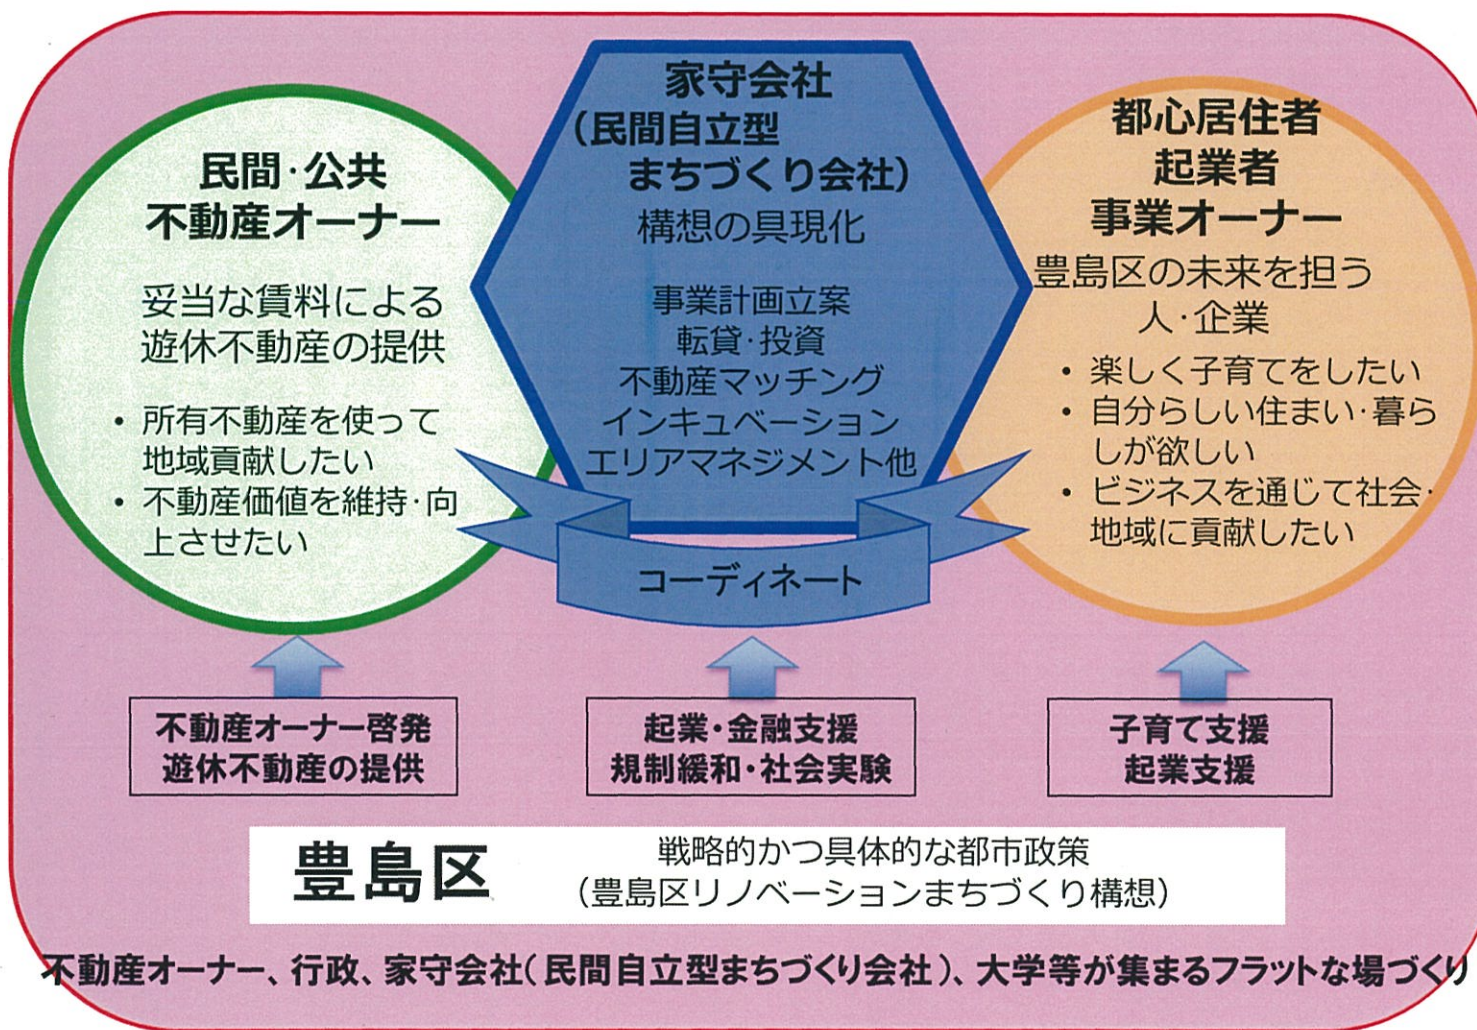 民間・公共
不動産オーナー
妥当な賃料による
遊休不動産の提供
• 所有不動産を使って
地域貢献したい
• 不動産価値を維持・向
上させたい
家守会社
(民間自立型
まちづくり会社)
構想の具現化
事業計画立案
転貸・投資
不動産マッチング
インキュベーション
エリアマネジメント他
コーディネート
都心居住者
起業者
事業オーナー
豊島区の未来を担う
人・企業
• 楽しく子育てをしたい
• 自分らしい住まい・暮ら
しが欲しい
• ビジネスを通じて社会・
地域に貢献したい
不動産オーナー啓発
遊休不動産の提供
起業・金融支援
規制緩和・社会実験
子育て支援
起業支援
豊島区
戦略的かつ具体的な都市政策
(豊島区リノベーションまちづくり構想)
不動産オーナー、行政、家守会社(民間自立型まちづくり会社)、大学等が集まるフラットな場づくり